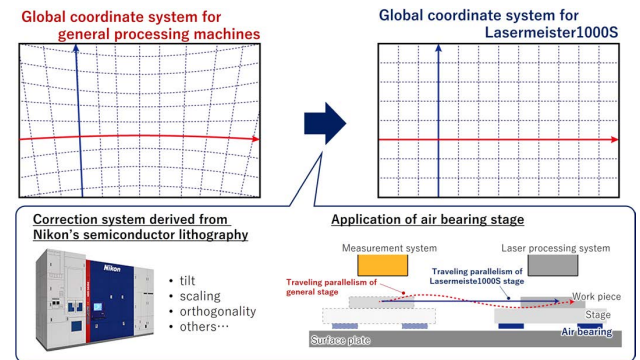 Global coordinate system for
general processing machines
Global coordinate system for
Lasermeister1000S
Correction system derived from
Nikon's semiconductor lithography
Nikon
• tilt
• scaling
• orthogonality
• others…
Application of air bearing stage
Measurement system
Laser processing system
Traveling parallelism of
general stage
Traveling parallelism of
Lasermeiste1000S stage
Work piece
Stage
Air bearing
Surface plate